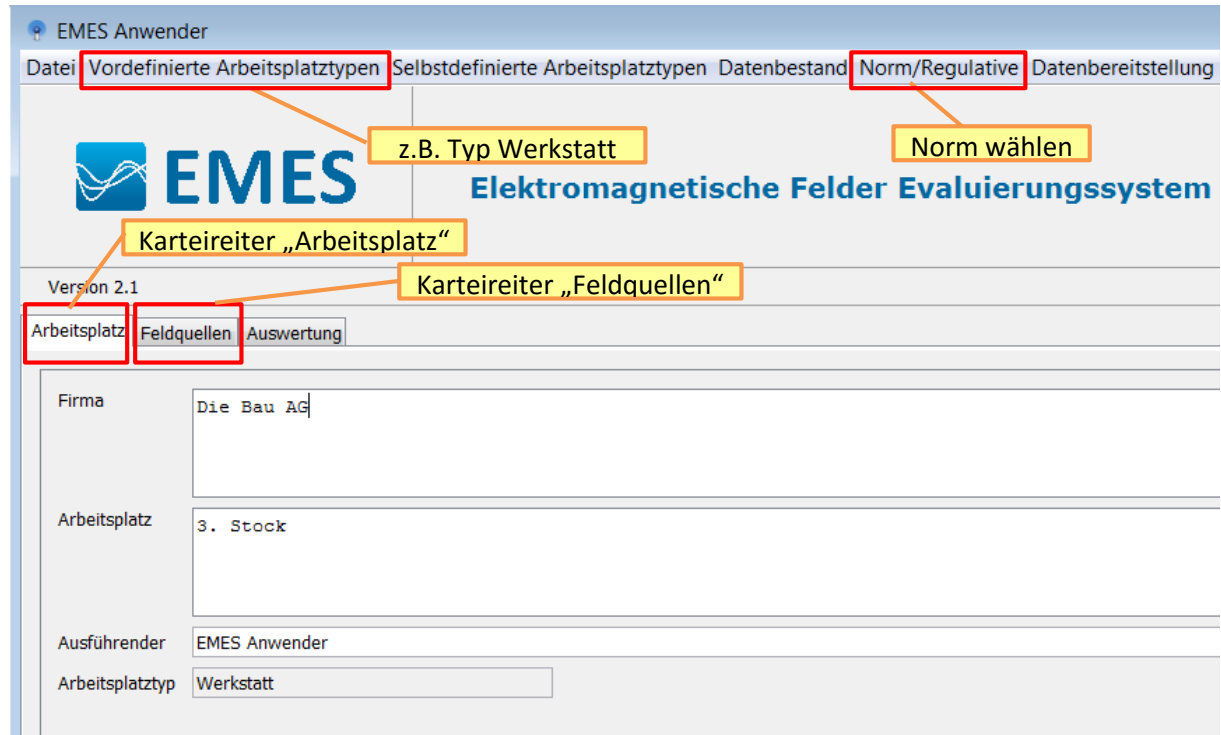 EMES Anwender
Datei Vordefinierte Arbeitsplatztypen Selbstdefinierte Arbeitsplatztypen Datenbestand Norm/Regulative Datenbereitstellung
z.B. Typ Werkstatt
Norm wählen
EMES
Elektromagnetische Felder Evaluierungssystem
Karteireiter „Arbeitsplatz“
Karteireiter „Feldquellen“
Version 2.1
Arbeitsplatz Feldquellen Auswertung
Firma
Die Bau AG
Arbeitsplatz
3. Stock
Ausführender EMES Anwender
Arbeitsplatztyp Werkstatt